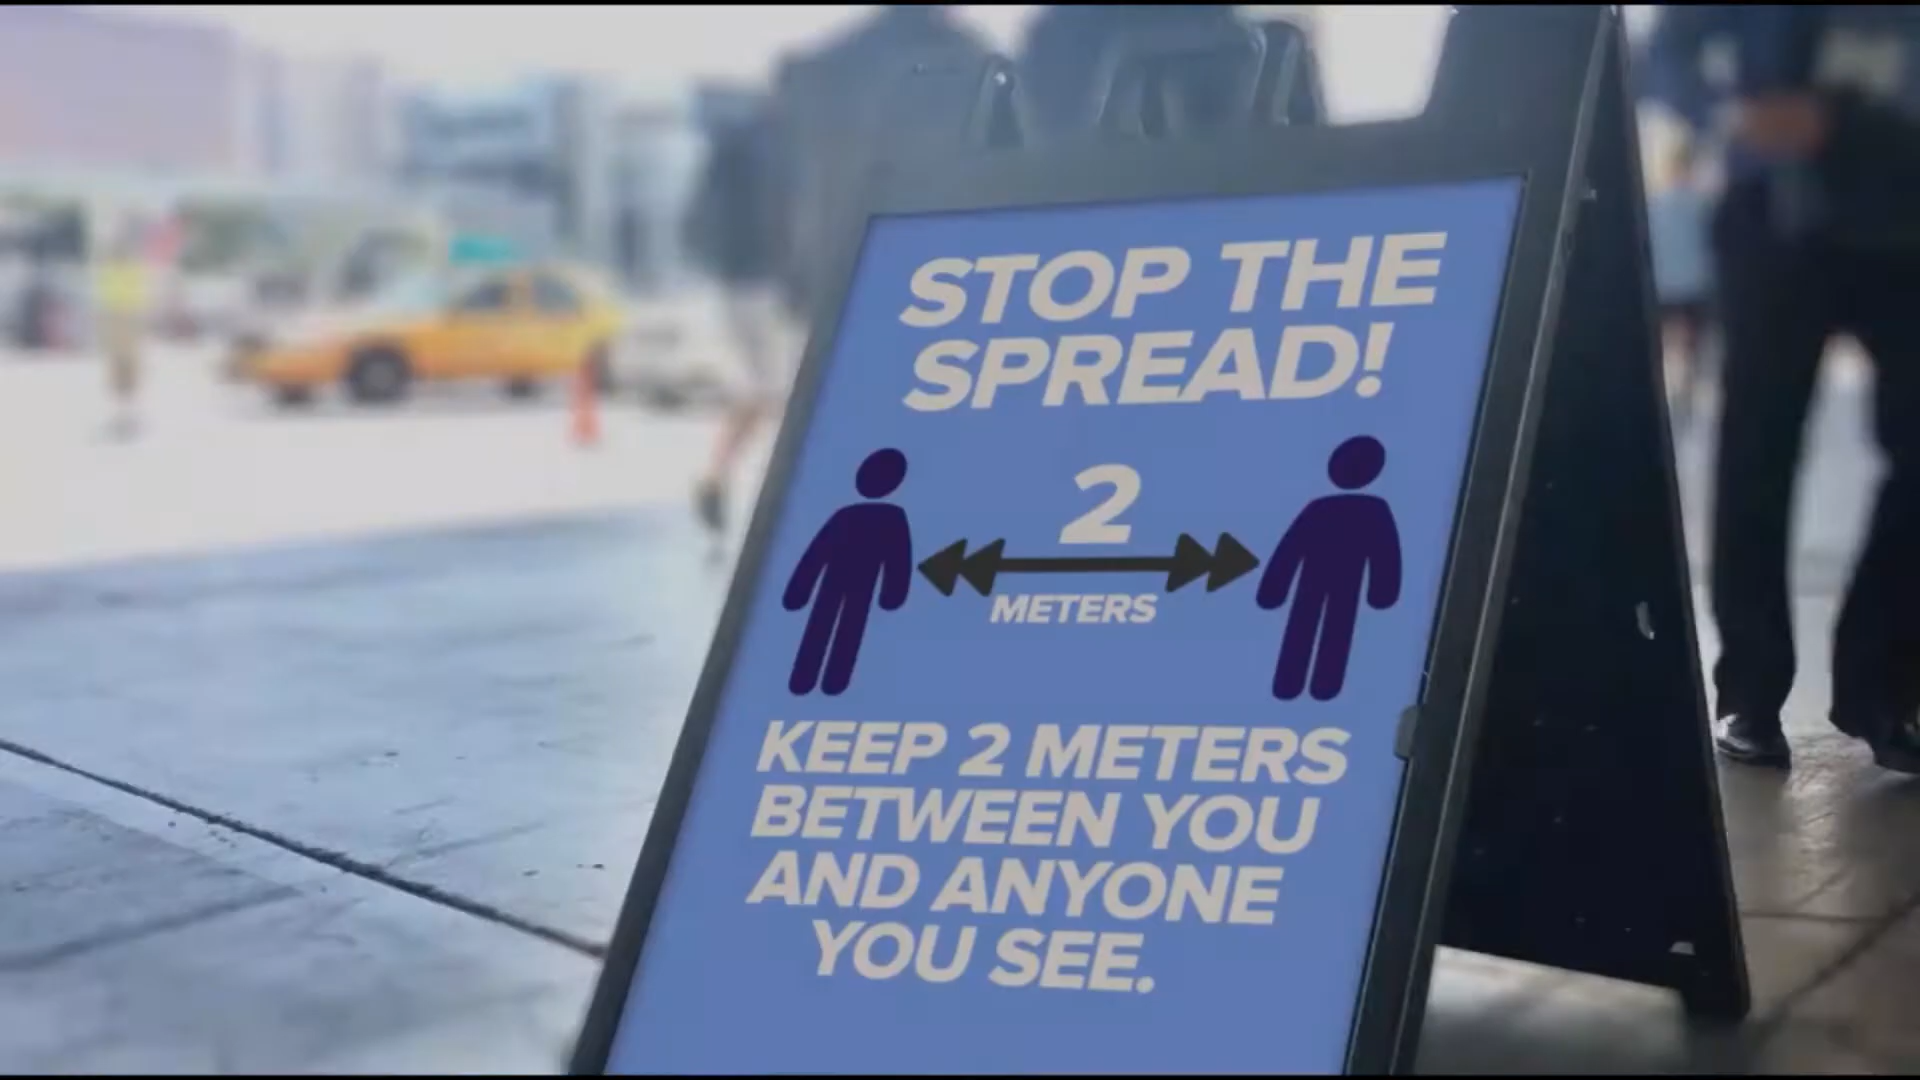 STOP THE
SPREAD!
2
METERS
KEEP 2 METERS
BETWEEN YOU
AND ANYONE
YOU SEE.